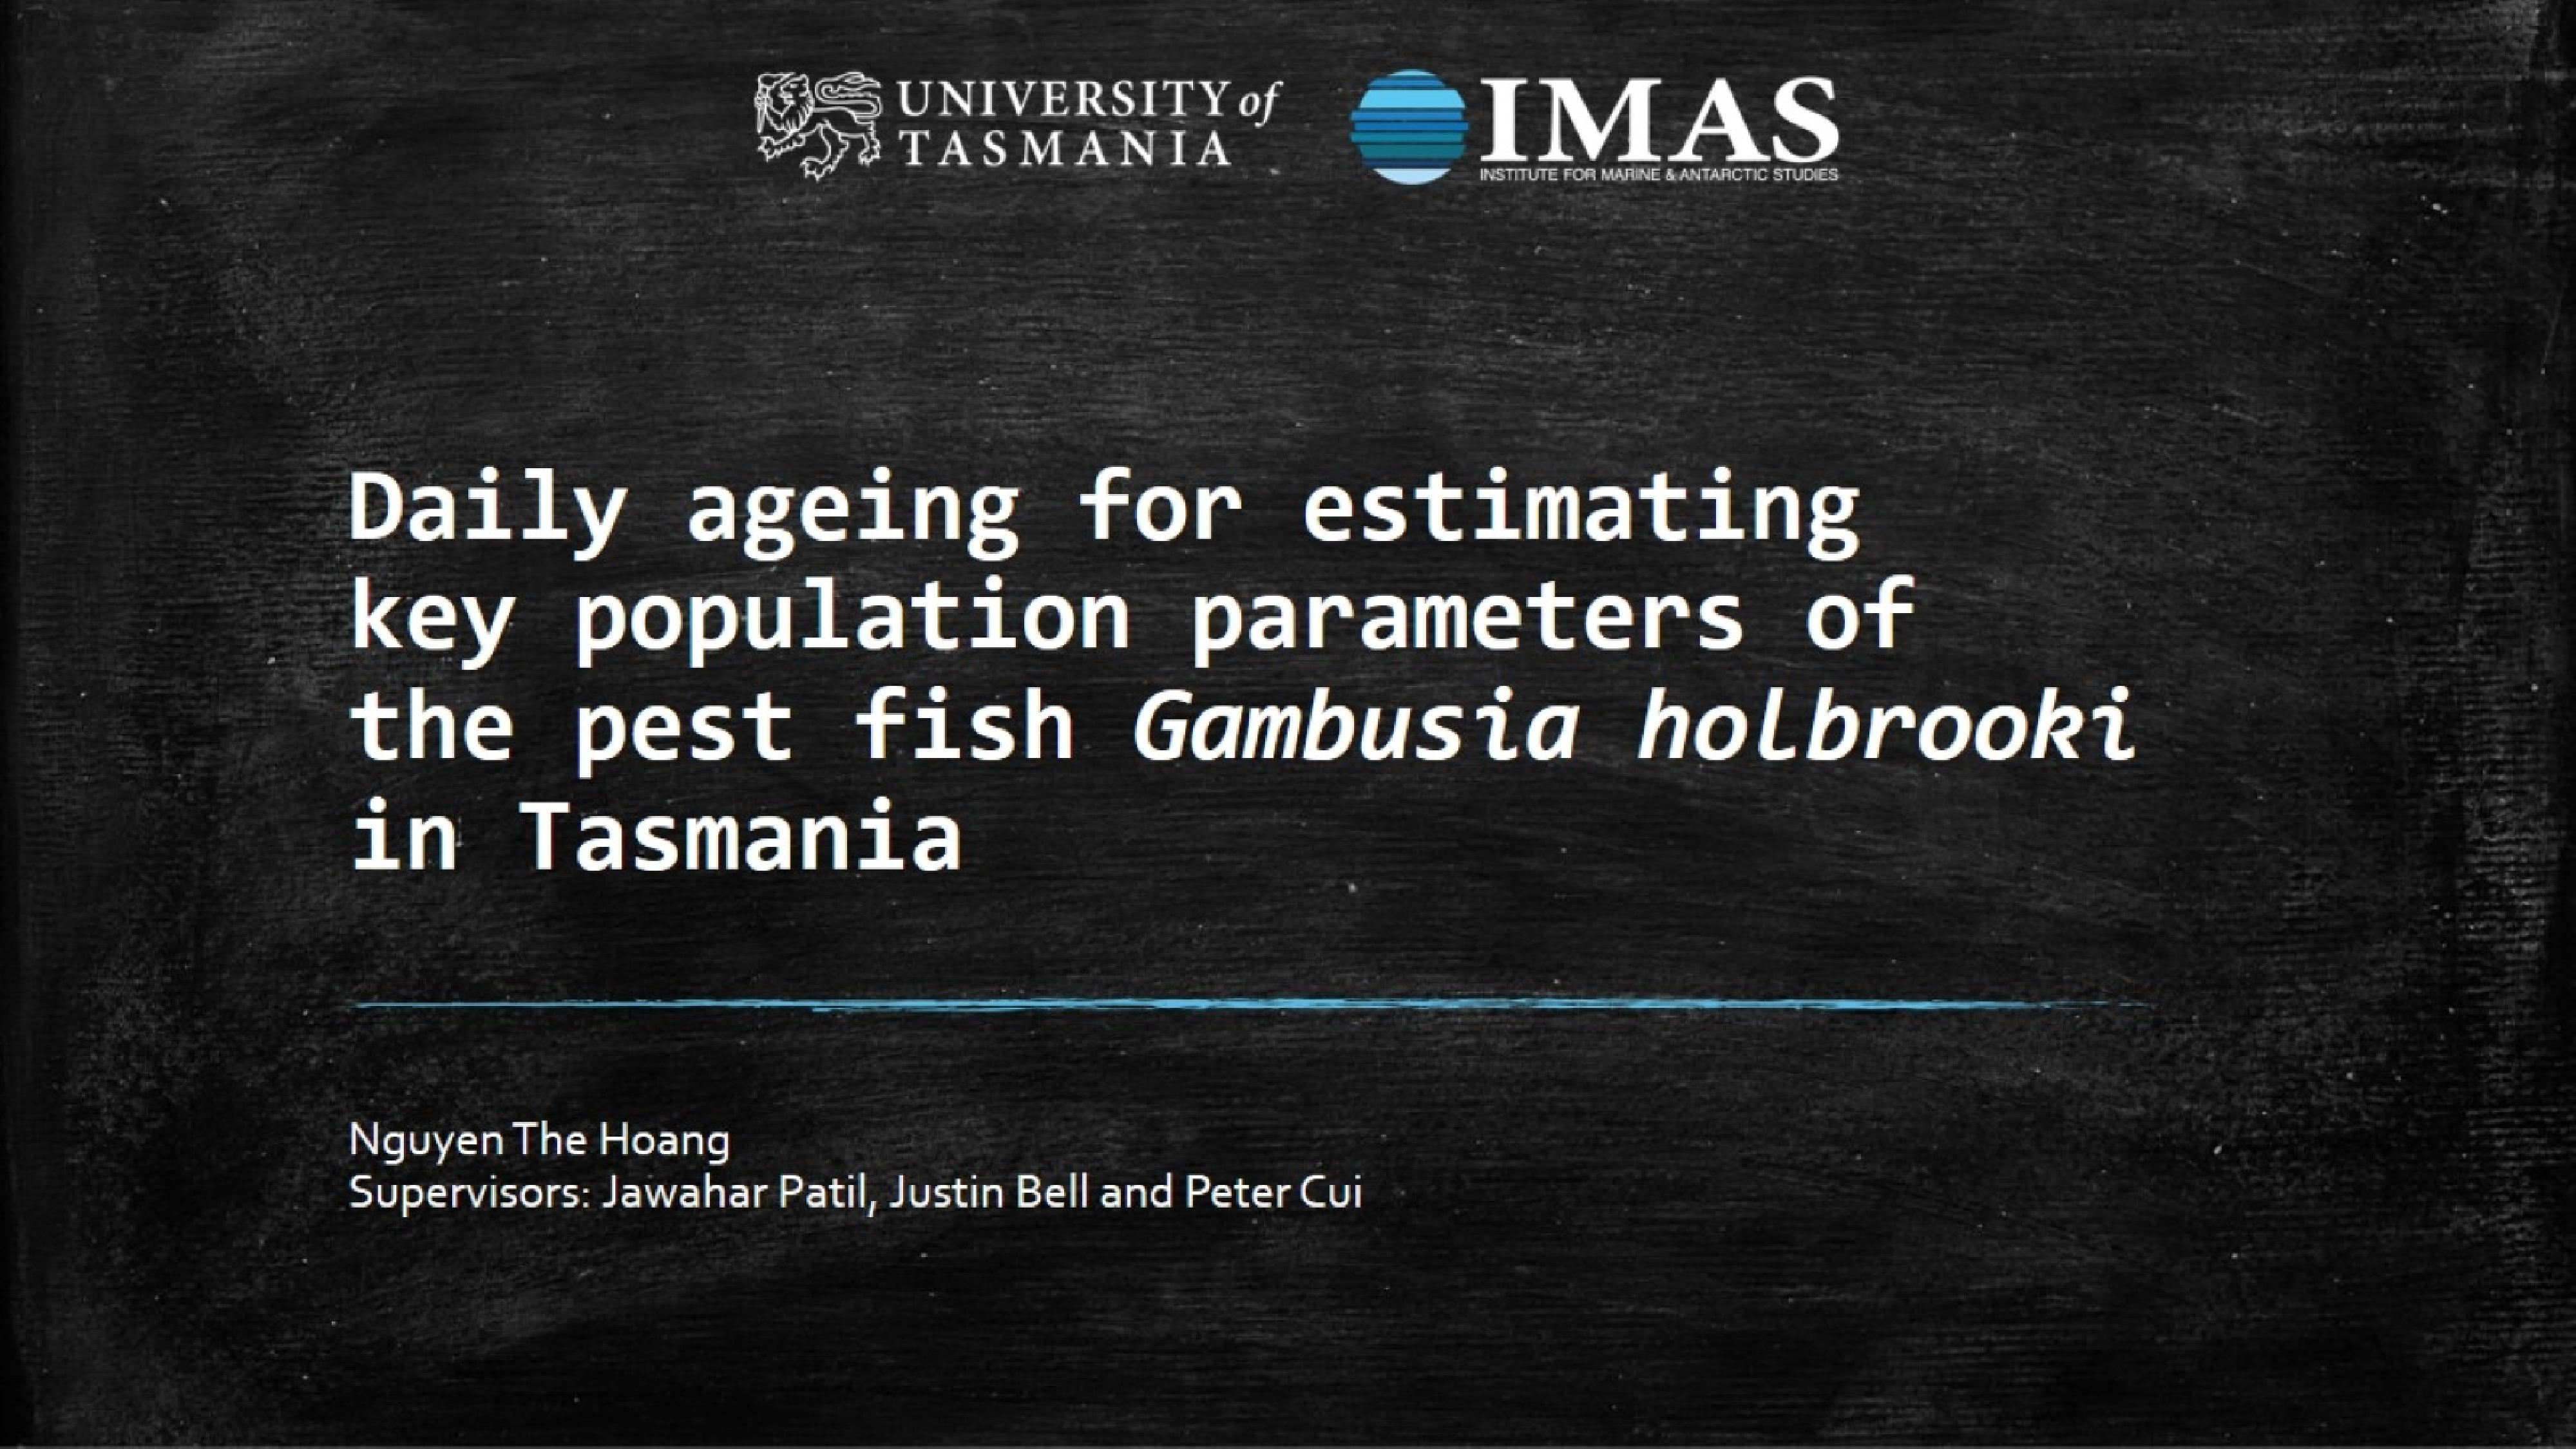 UNIVERSITY of
TASMANIA
IMAS
INSTITUTE FOR MARINE & ANTARCTIC STUDIES
Daily ageing for estimating
key population parameters of
the pest fish Gambusia holbrooki
in Tasmania
Nguyen The Hoang
Supervisors: Jawahar Patil, Justin Bell and Peter Cui